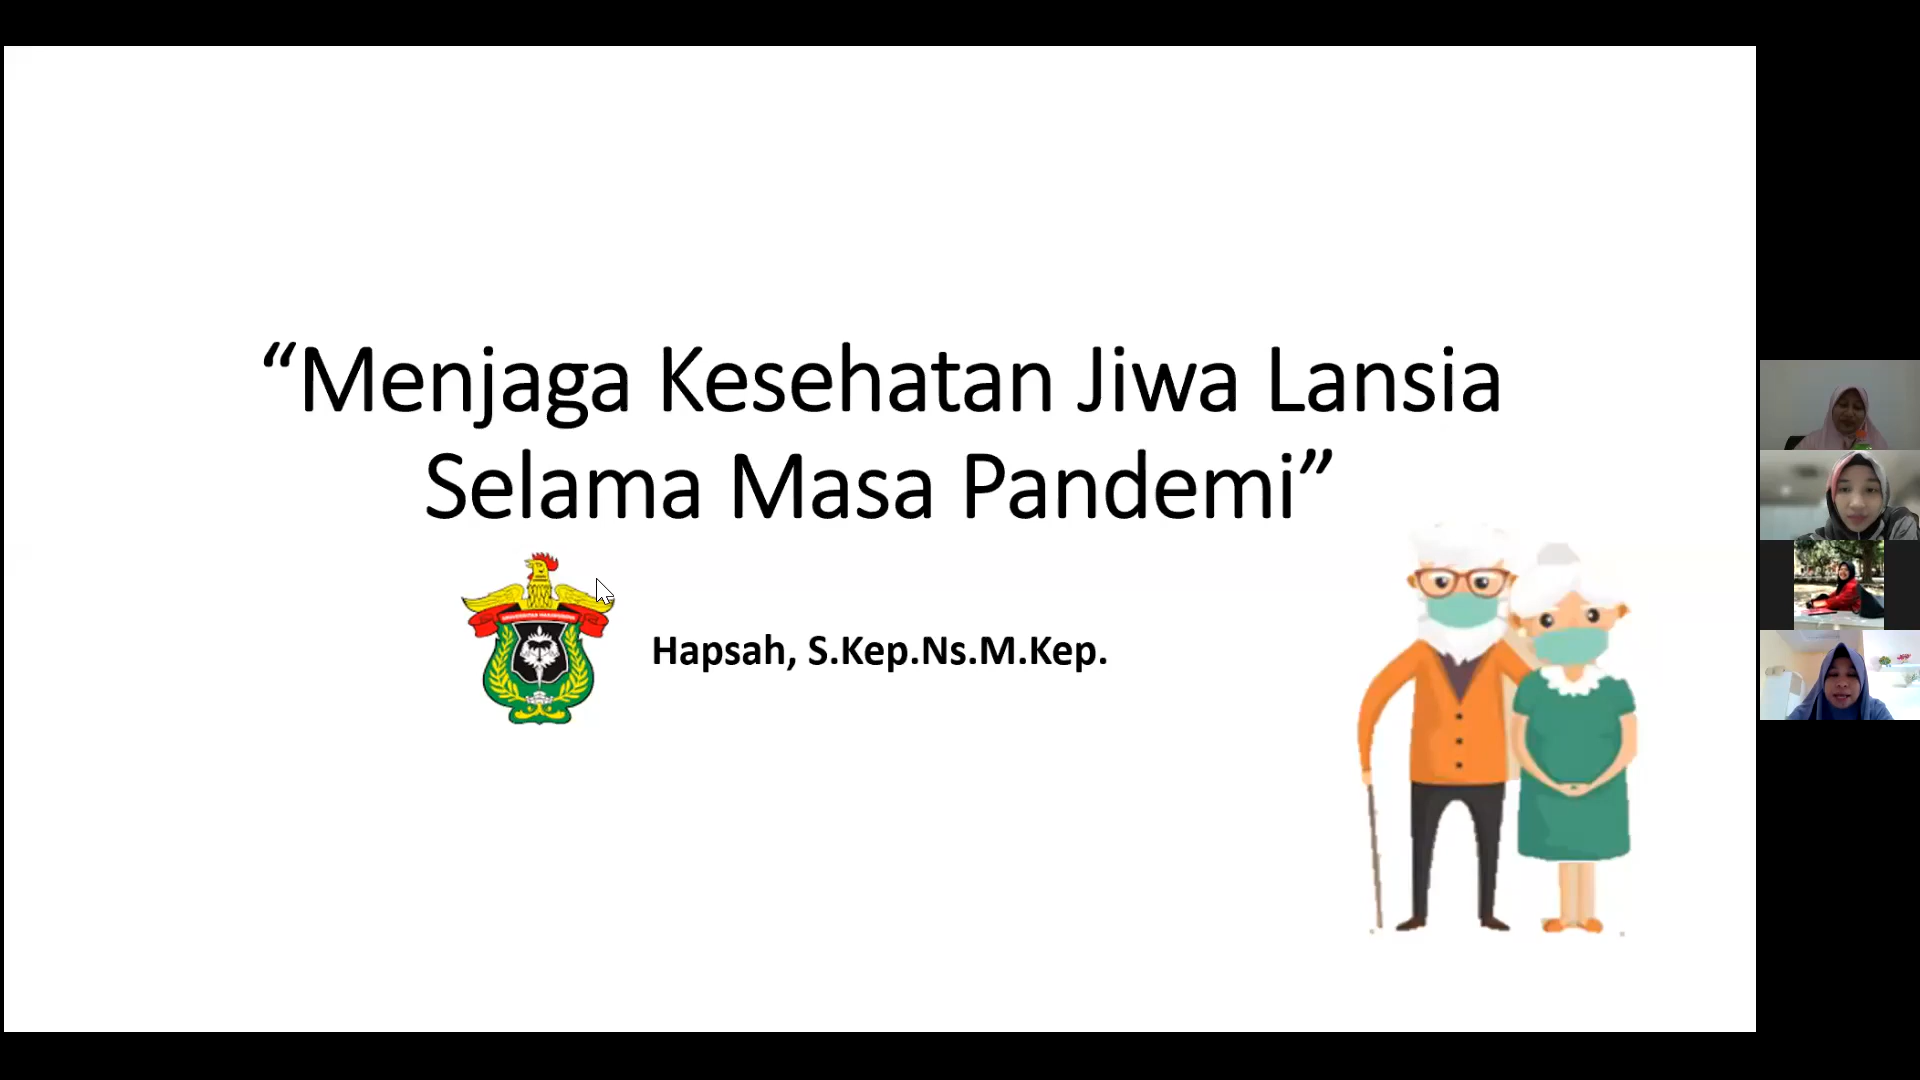 “Menjaga Kesehatan Jiwa Lansia
Selama Masa Pandemi”
Hapsah, S.Kep.Ns.M.Kep.